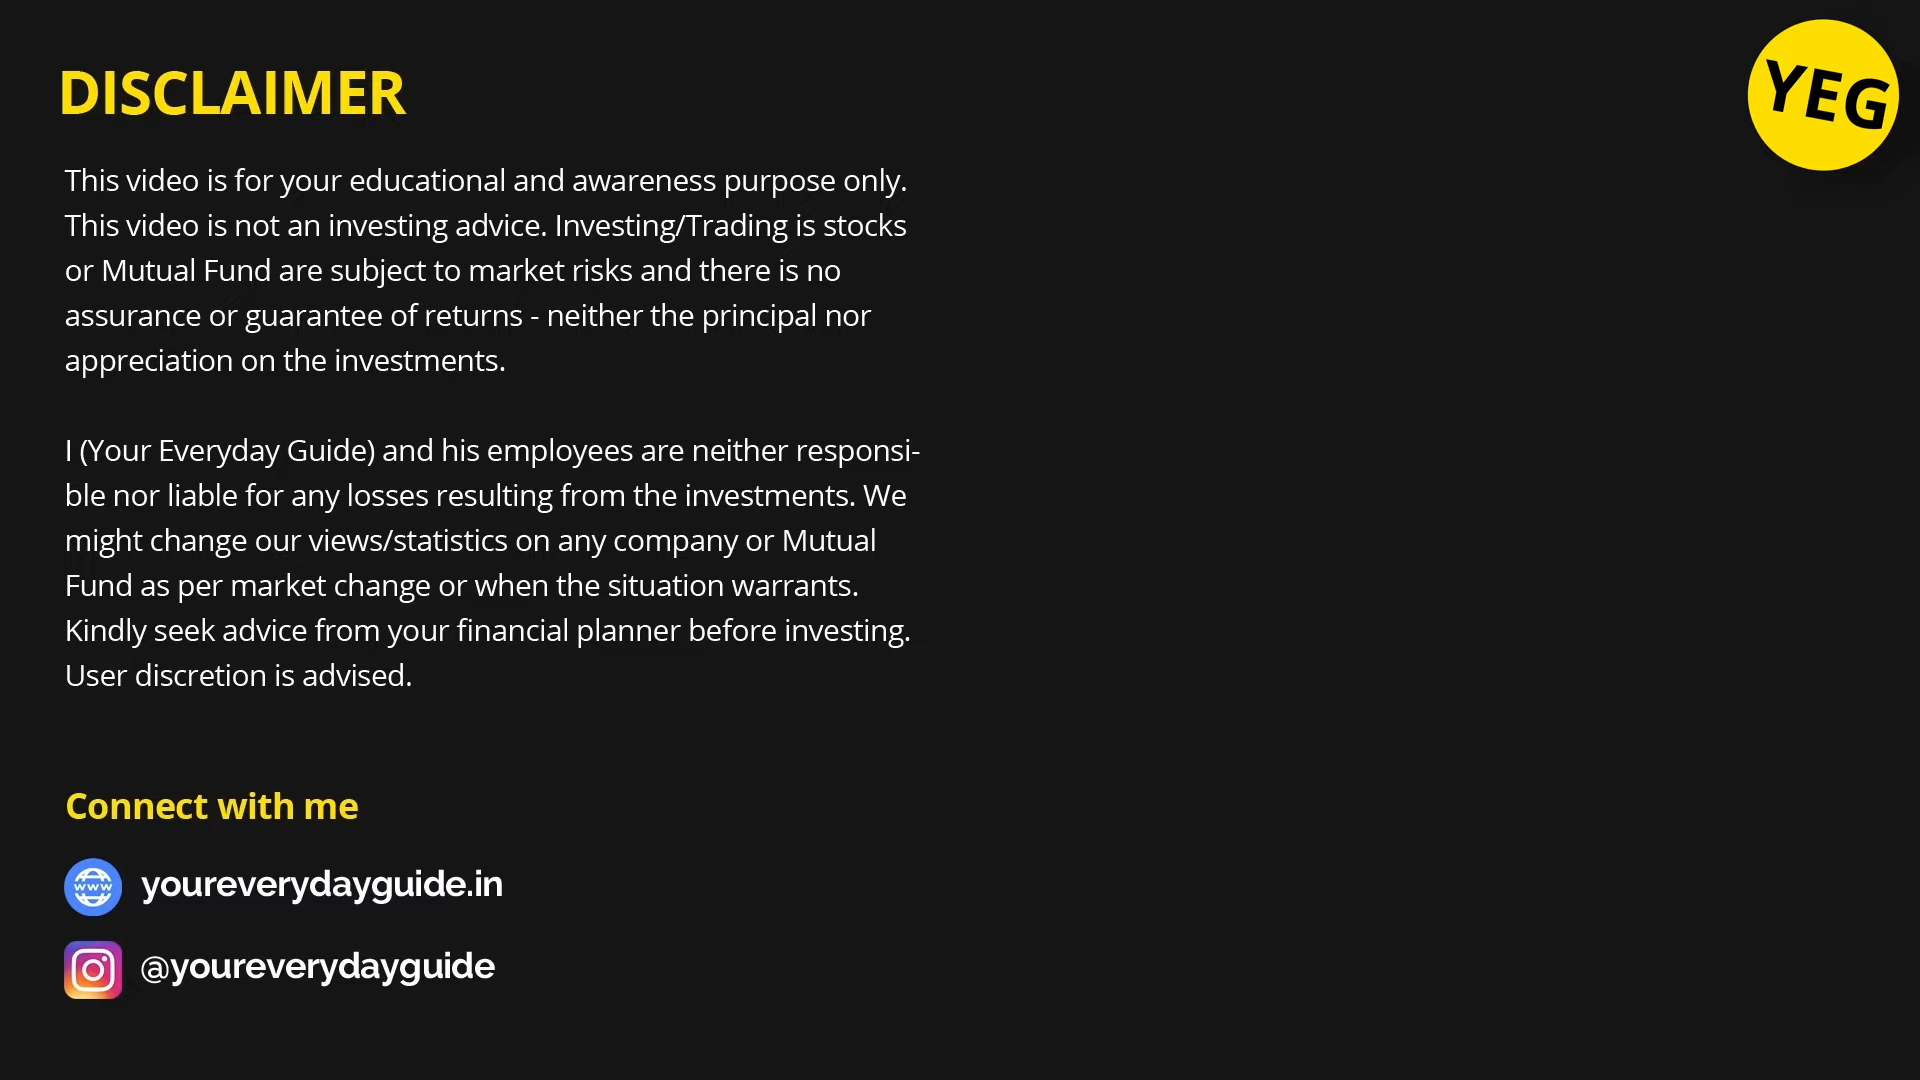 DISCLAIMER
YEG
This video is for your educational and awareness purpose only.
This video is not an investing advice. Investing/Trading is stocks
or Mutual Fund are subject to market risks and there is no
assurance or guarantee of returns - neither the principal nor
appreciation on the investments.
I (Your Everyday Guide) and his employees are neither responsi-
ble nor liable for any losses resulting from the investments. We
might change our views/statistics on any company or Mutual
Fund as per market change or when the situation warrants.
Kindly seek advice from your financial planner before investing.
User discretion is advised.
Connect with me
www
youreverydayguide.in
@youreverydayguide